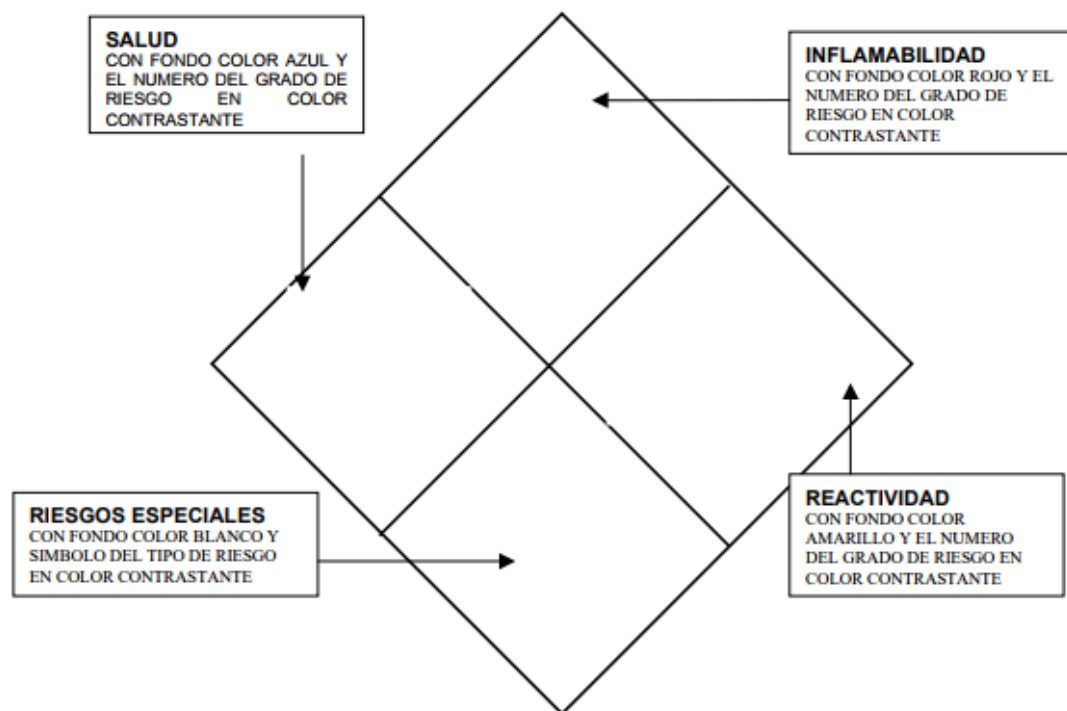 SALUD
CON FONDO COLOR AZUL Y
EL NUMERO DEL GRADO DE
RIESGO EN COLOR
CONTRASTANTE
INFLAMABILIDAD
CON FONDO COLOR ROJO Y EL
NUMERO DEL GRADO DE
RIESGO EN COLOR
CONTRASTANTE
RIESGOS ESPECIALES
CON FONDO COLOR BLANCO Y
SIMBOLO DEL TIPO DE RIESGO
EN COLOR CONTRASTANTE
REACTIVIDAD
CON FONDO COLOR
AMARILLO Y EL NUMERO
DEL GRADO DE RIESGO EN
COLOR CONTRASTANTE